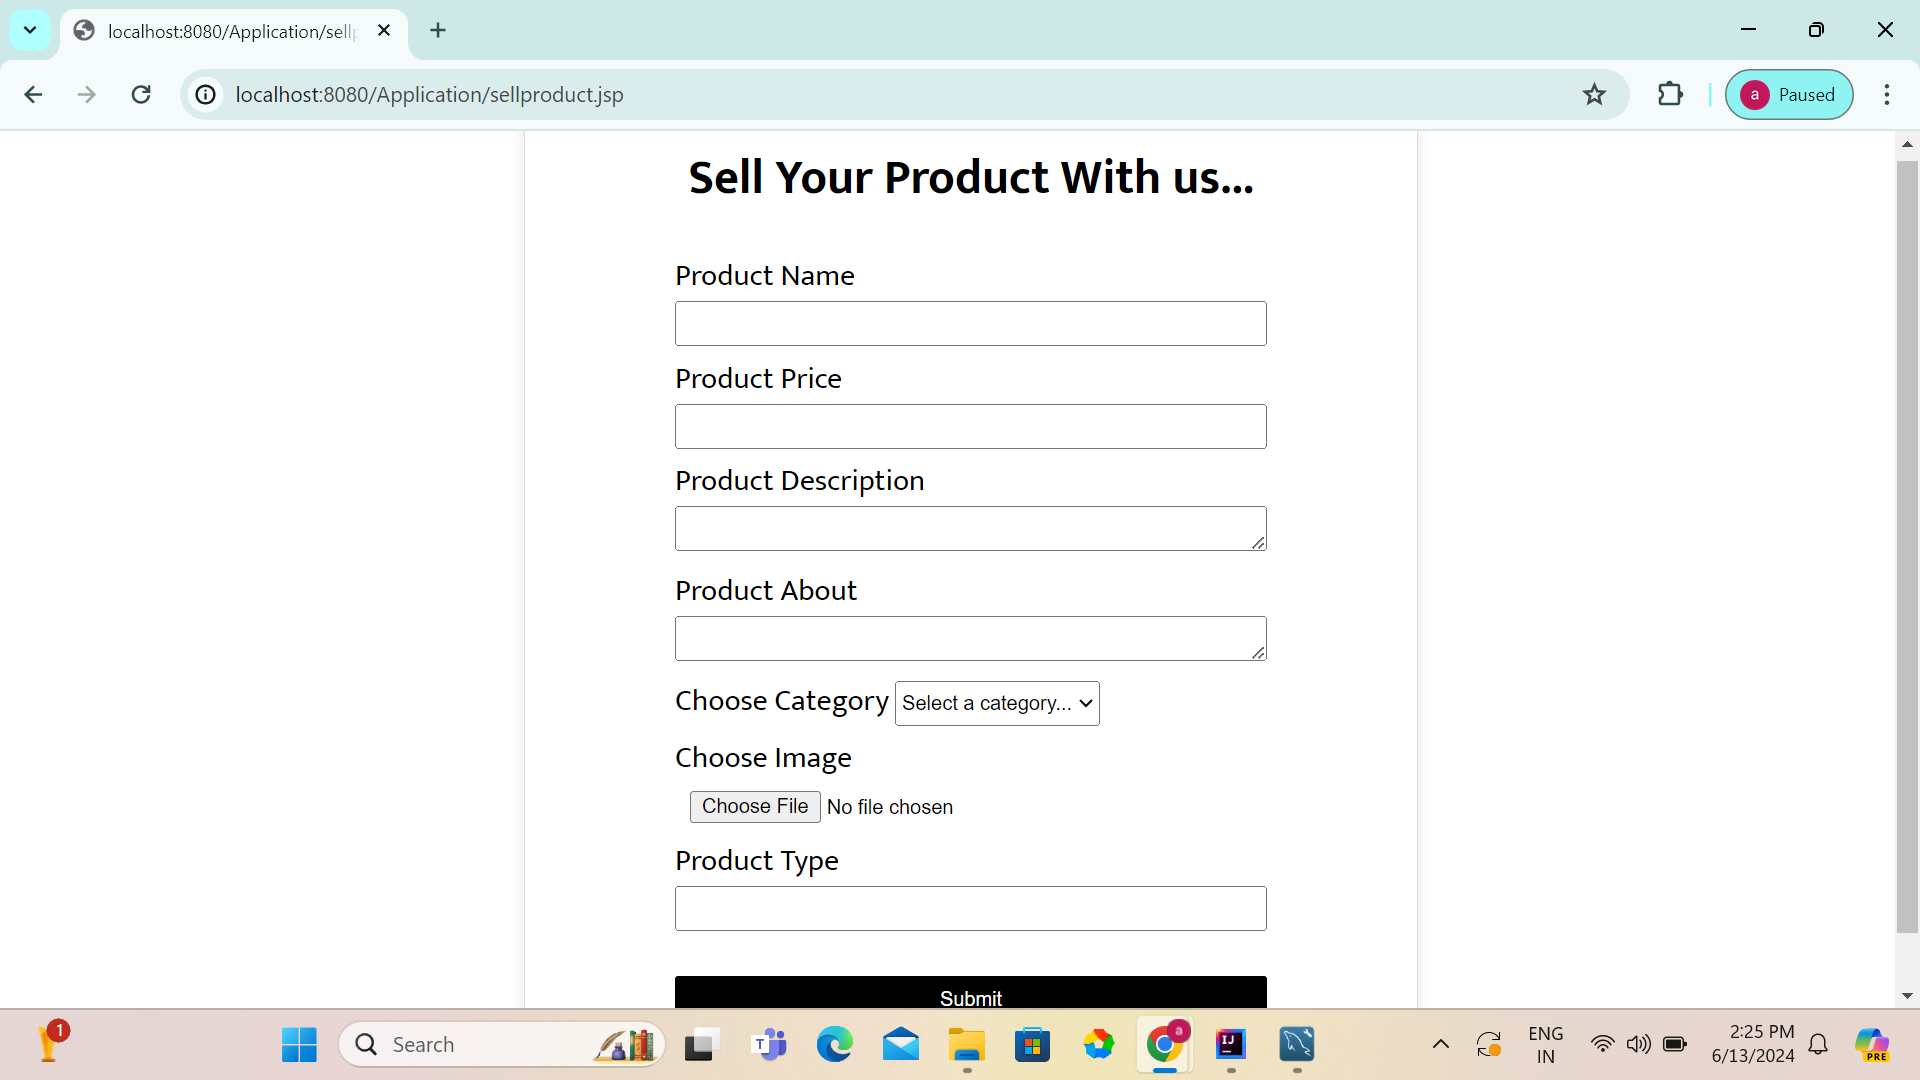 localhost:8080/Application/sellp
localhost:8080/Application/sellproduct.jsp
a
Paused
Sell Your Product With us...
Product Name
Product Price
Product Description
Product About
Choose Category
Select a category...
Choose Image
Choose File
No file chosen
Product Type
Submit
1
Search
T
a
IJ
ENG
IN
2:25 PM
6/13/2024
PRE